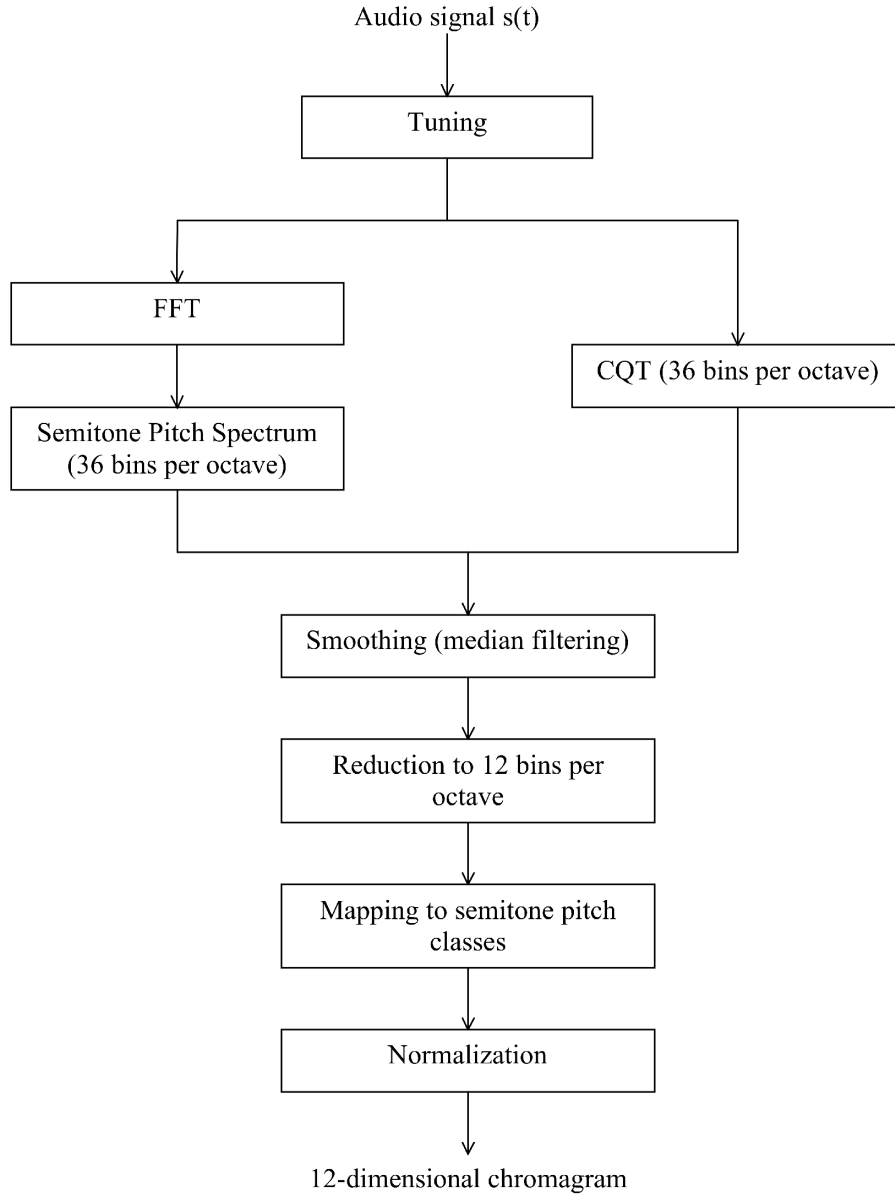 Audio signal s(t)
Tuning
FFT
CQT (36 bins per octave)
Semitone Pitch Spectrum
(36 bins per octave)
Smoothing (median filtering)
Reduction to 12 bins per
octave
Mapping to semitone pitch
classes
Normalization
12-dimensional chromagram